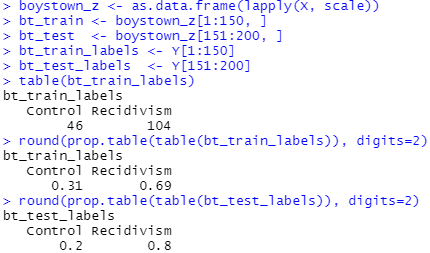 > boystown_z <- as.data.frame(lapply(X, scale))
> bt_train <- boystown_z[1:150, ]
> bt_test  <- boystown_z[151:200, ]
> bt_train_labels  <- Y[1:150]
> bt_test_labels  <- Y[151:200]
> table(bt_train_labels)
bt_train_labels
   Control Recidivism
        46        104
> round(prop.table(table(bt_train_labels)), digits=2)
bt_train_labels
   Control Recidivism
      0.31       0.69
> round(prop.table(table(bt_test_labels)), digits=2)
bt_test_labels
   Control Recidivism
       0.2        0.8